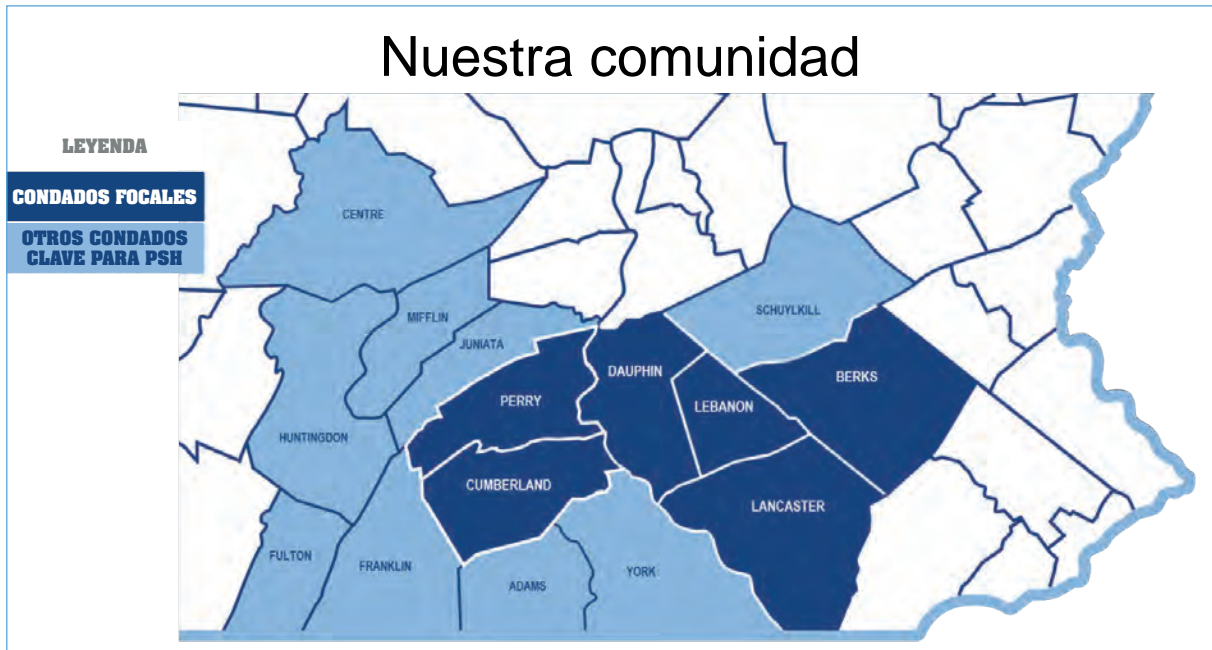 Nuestra comunidad
LEYENDA
CONDADOS FOCALES
OTROS CONDADOS
CLAVE PARA PSH
CENTRE
MIFFLIN
JUNIATA
SCHUYLKILL
HUNTINGDON
PERRY
DAUPHIN
LEBANON
BERKS
CUMBERLAND
LANCASTER
FULTON
FRANKLIN
ADAMS
YORK